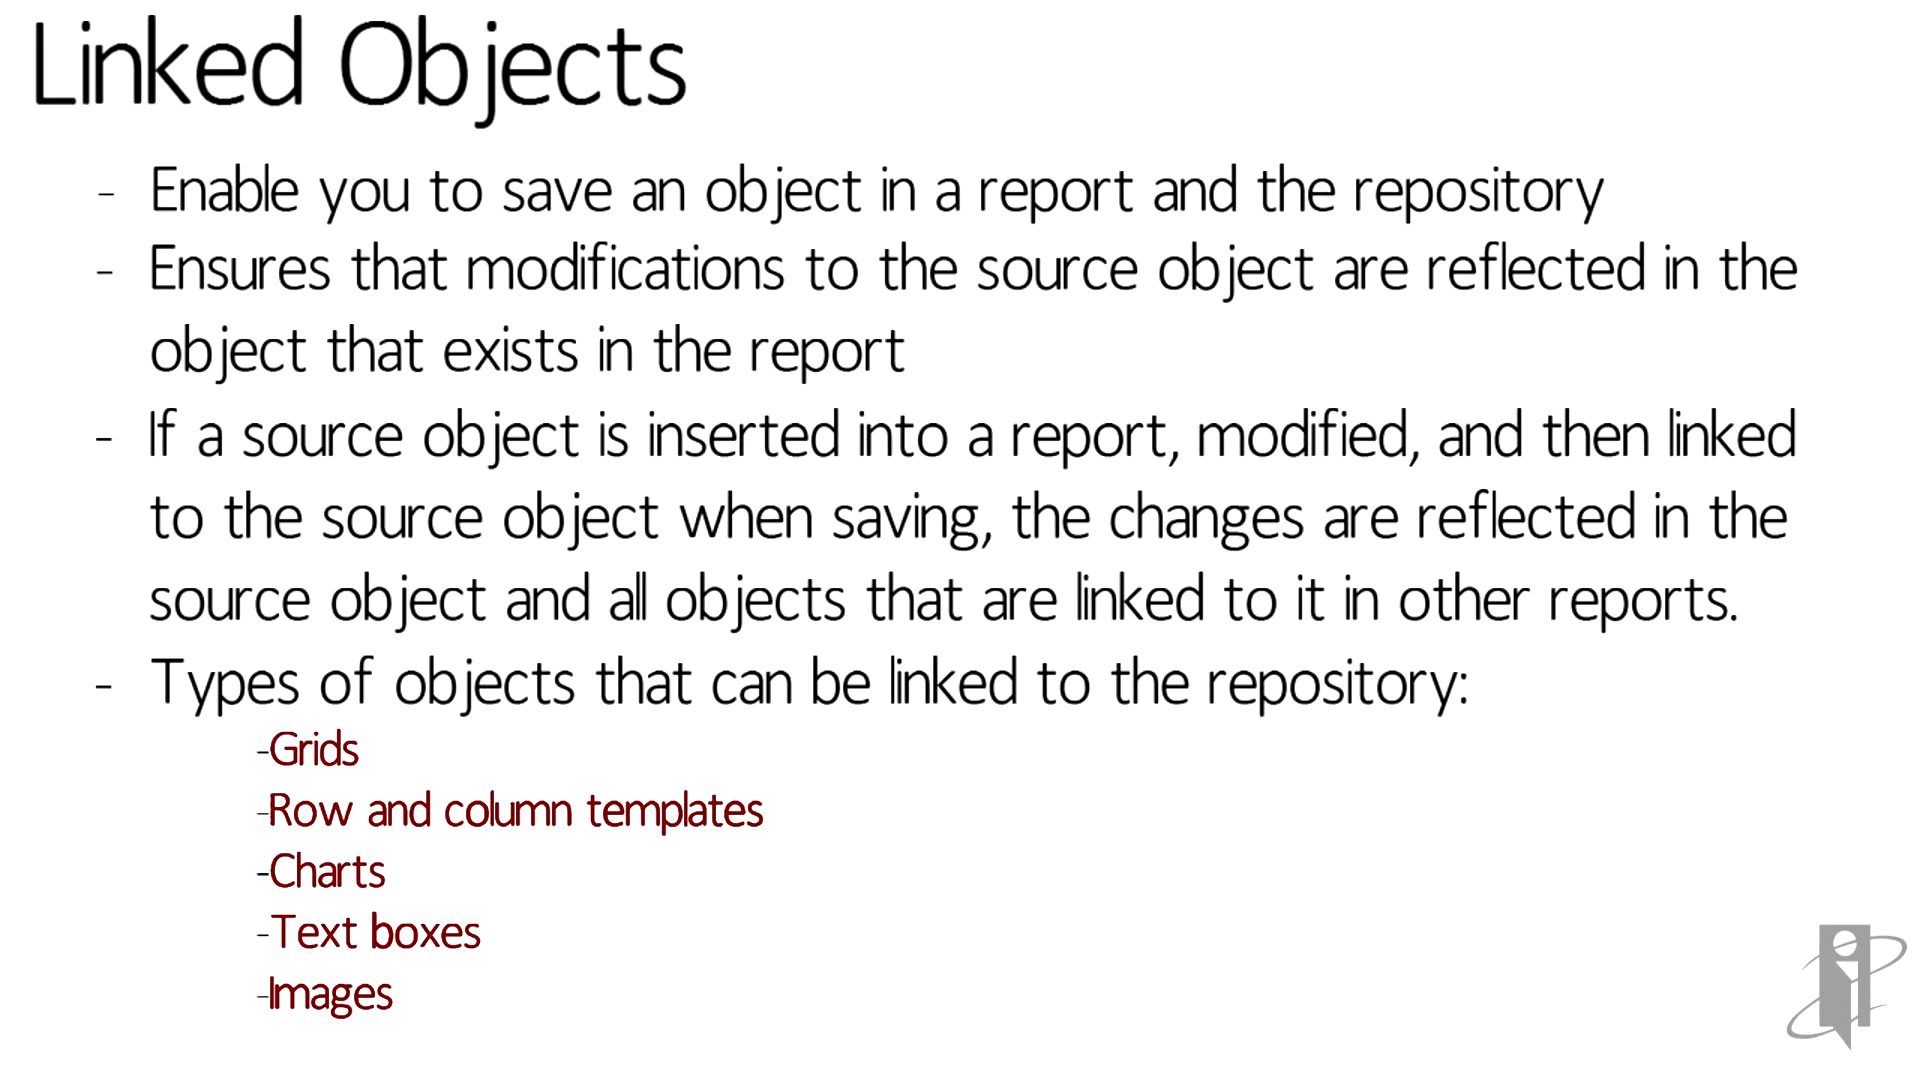 Linked Objects
- Enable you to save an object in a report and the repository
- Ensures that modifications to the source object are reflected in the
object that exists in the report
- If a source object is inserted into a report, modified, and then linked
to the source object when saving, the changes are reflected in the
source object and all objects that are linked to it in other reports.
- Types of objects that can be linked to the repository:
-Grids
-Row and column templates
-Charts
-Text boxes
-Images